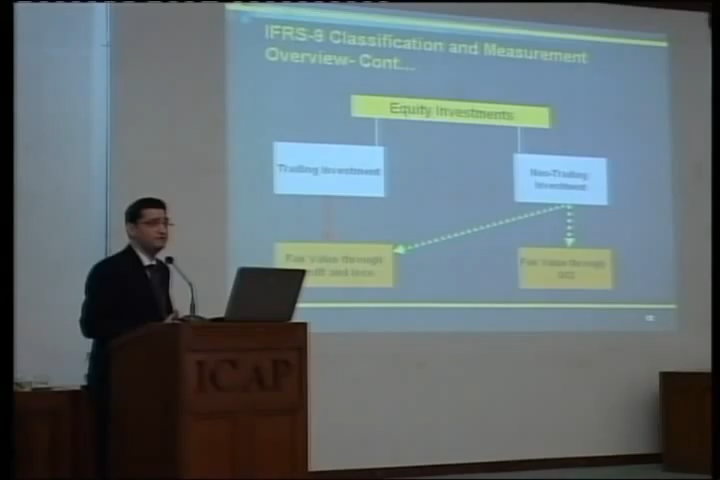 IFRS-9 Classification and Measurement
Overview- Cont...
Equity Investments
Trading Investment
Non-Trading
Investment
Fair Value through
Profit and loss
Fair Value through
OCI
ICAP